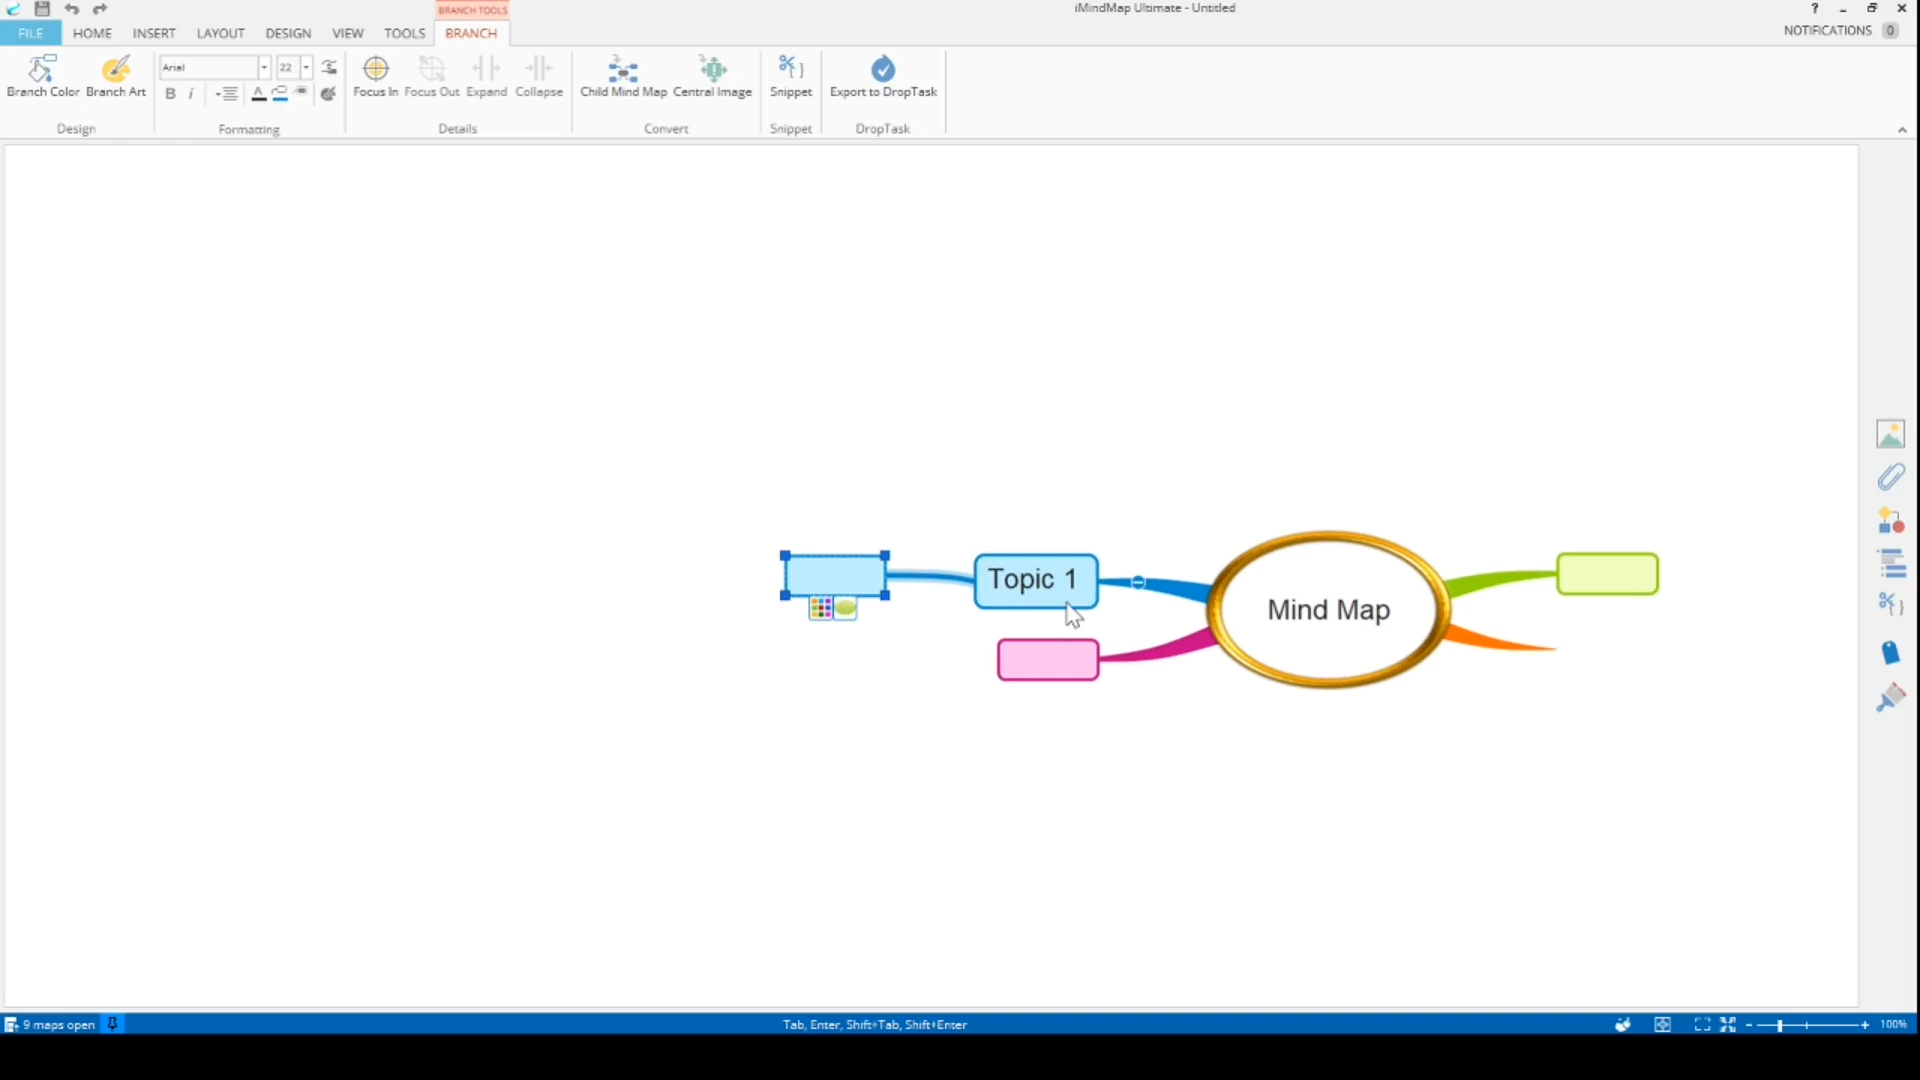 BRANCH TOOLS
iMindMap Ultimate - Untitled
?
FILE HOME INSERT LAYOUT DESIGN VIEW TOOLS BRANCH
NOTIFICATIONS 0
Arial 22
B i A
Branch Color Branch Art Focus In Focus Out Expand Collapse Child Mind Map Central Image Snippet Export to DropTask
Design Formatting Details Convert Snippet DropTask
Topic 1
Mind Map
9 maps open
Tab, Enter, Shift+Tab, Shift+Enter
100%